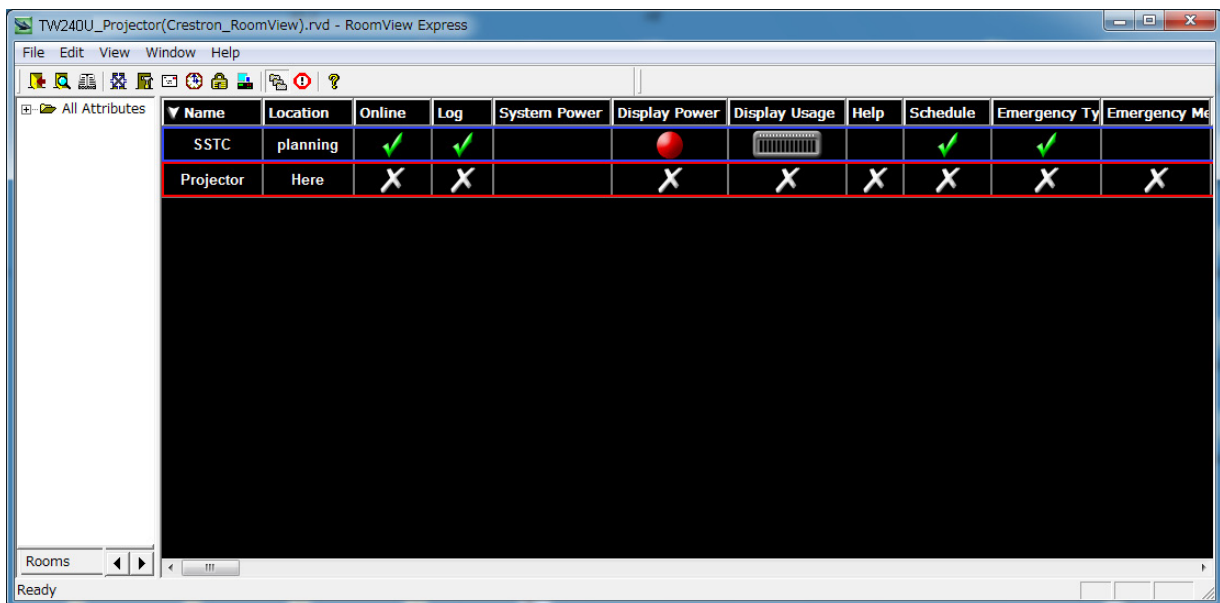 TW240U_Projector(Crestron_RoomView).rvd - RoomView Express
File Edit View Window Help
All Attributes
Name Location Online Log System Power Display Power Display Usage Help Schedule Emergency Ty Emergency Me
SSTC planning
Projector Here
Rooms
Ready